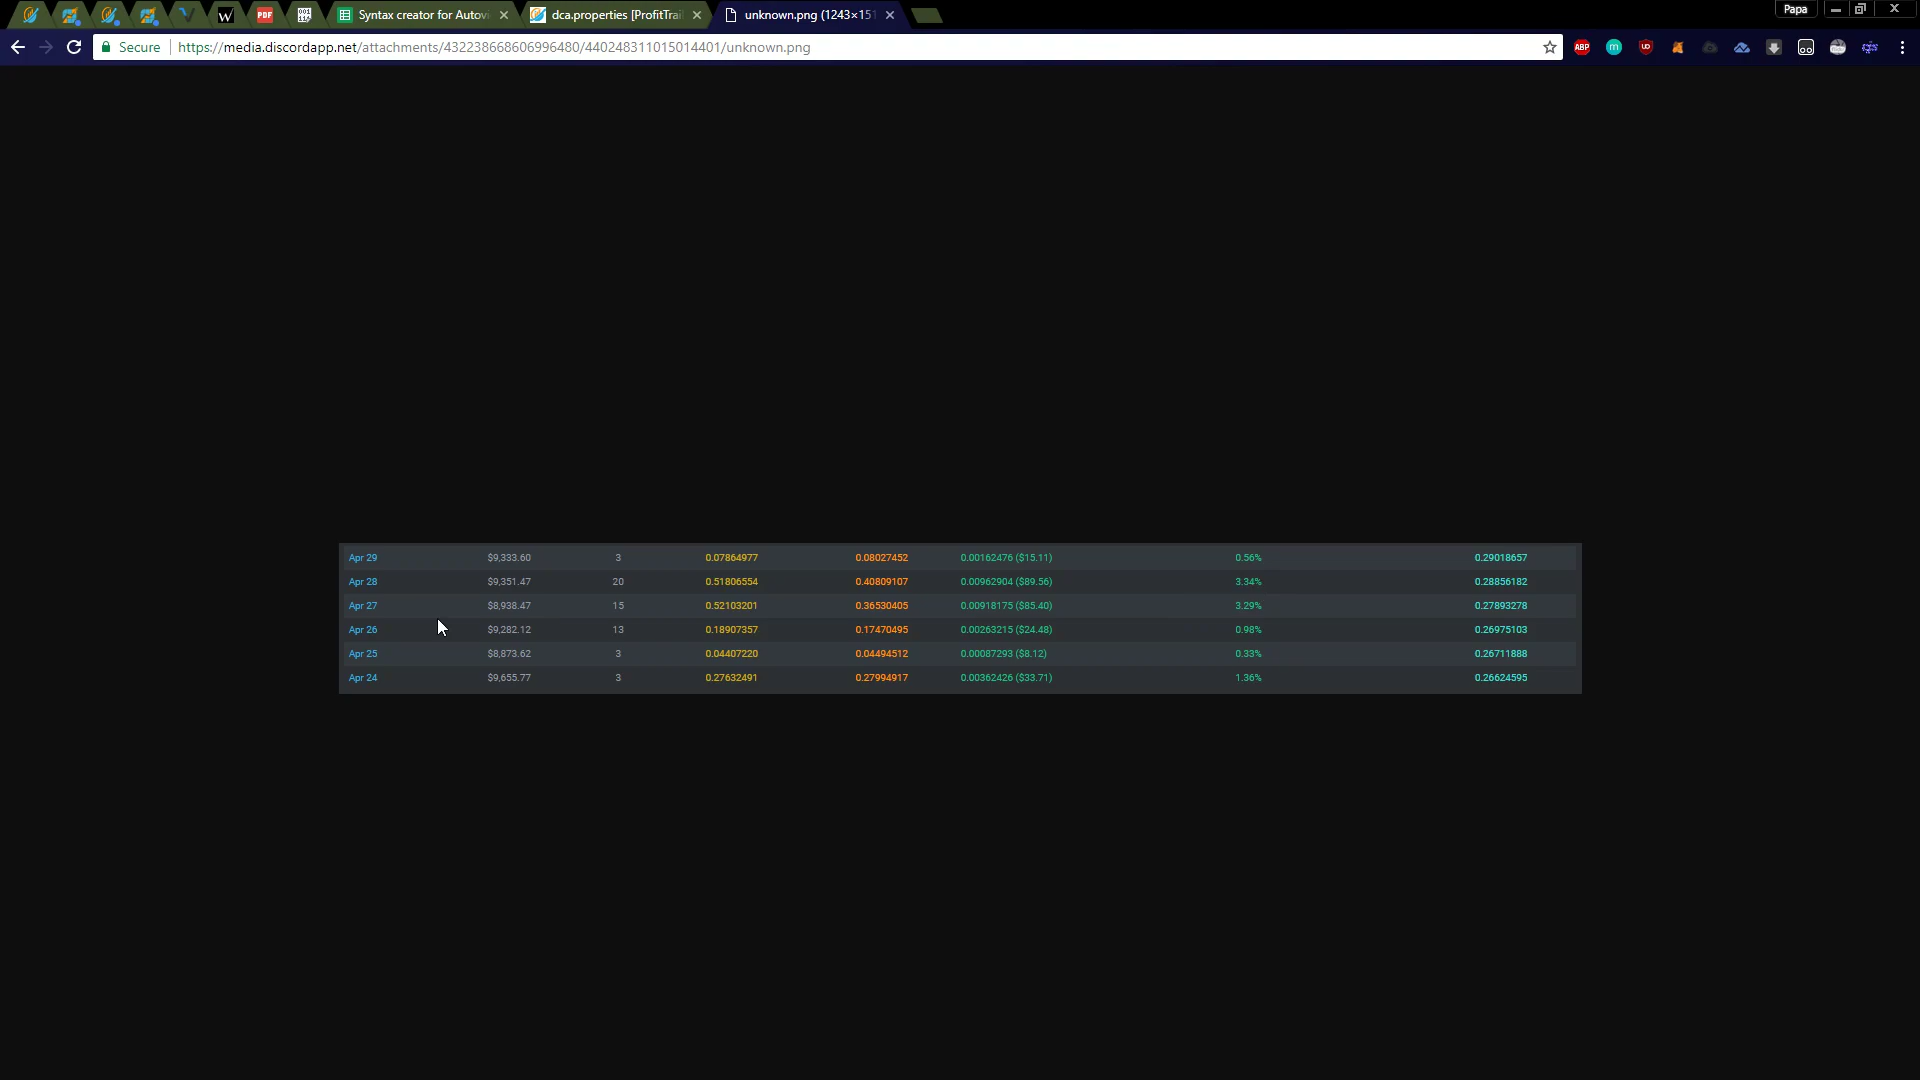 Papa
W PDF Syntax creator for Autovi dca.properties [ProfitTrai unknown.png (1243×151
Secure https://media.discordapp.net/attachments/432238668606996480/440248311015014401/unknown.png ABP m
Apr 29 $9,333.60 3 0.07864977 0.08027452 0.00162476 ($15.11) 0.56% 0.29018657
Apr 28 $9,351.47 20 0.51806554 0.40809107 0.00962904 ($89.56) 3.34% 0.28856182
Apr 27 $8,938.47 15 0.52103201 0.36530405 0.00918175 ($85.40) 3.29% 0.27893278
Apr 26 $9,282.12 13 0.18907357 0.17470495 0.00263215 ($24.48) 0.98% 0.26975103
Apr 25 $8,873.62 3 0.04407220 0.04494512 0.00087293 ($8.12) 0.33% 0.26711888
Apr 24 $9,655.77 3 0.27632491 0.27994917 0.00362426 ($33.71) 1.36% 0.26624595